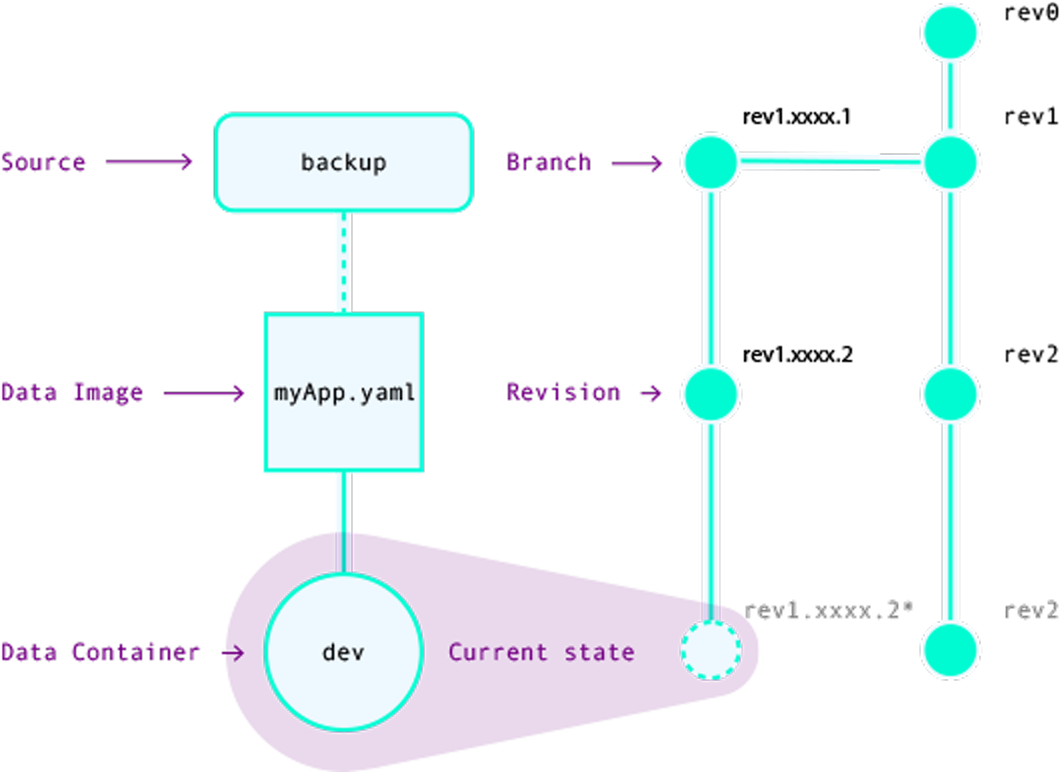 rev0
rev1.xxxx.1
rev1
Source
backup
Branch
rev1.xxxx.2
rev2
Data Image
myApp.yaml
Revision
rev1.xxxx.2*
rev2
Data Container
dev
Current state